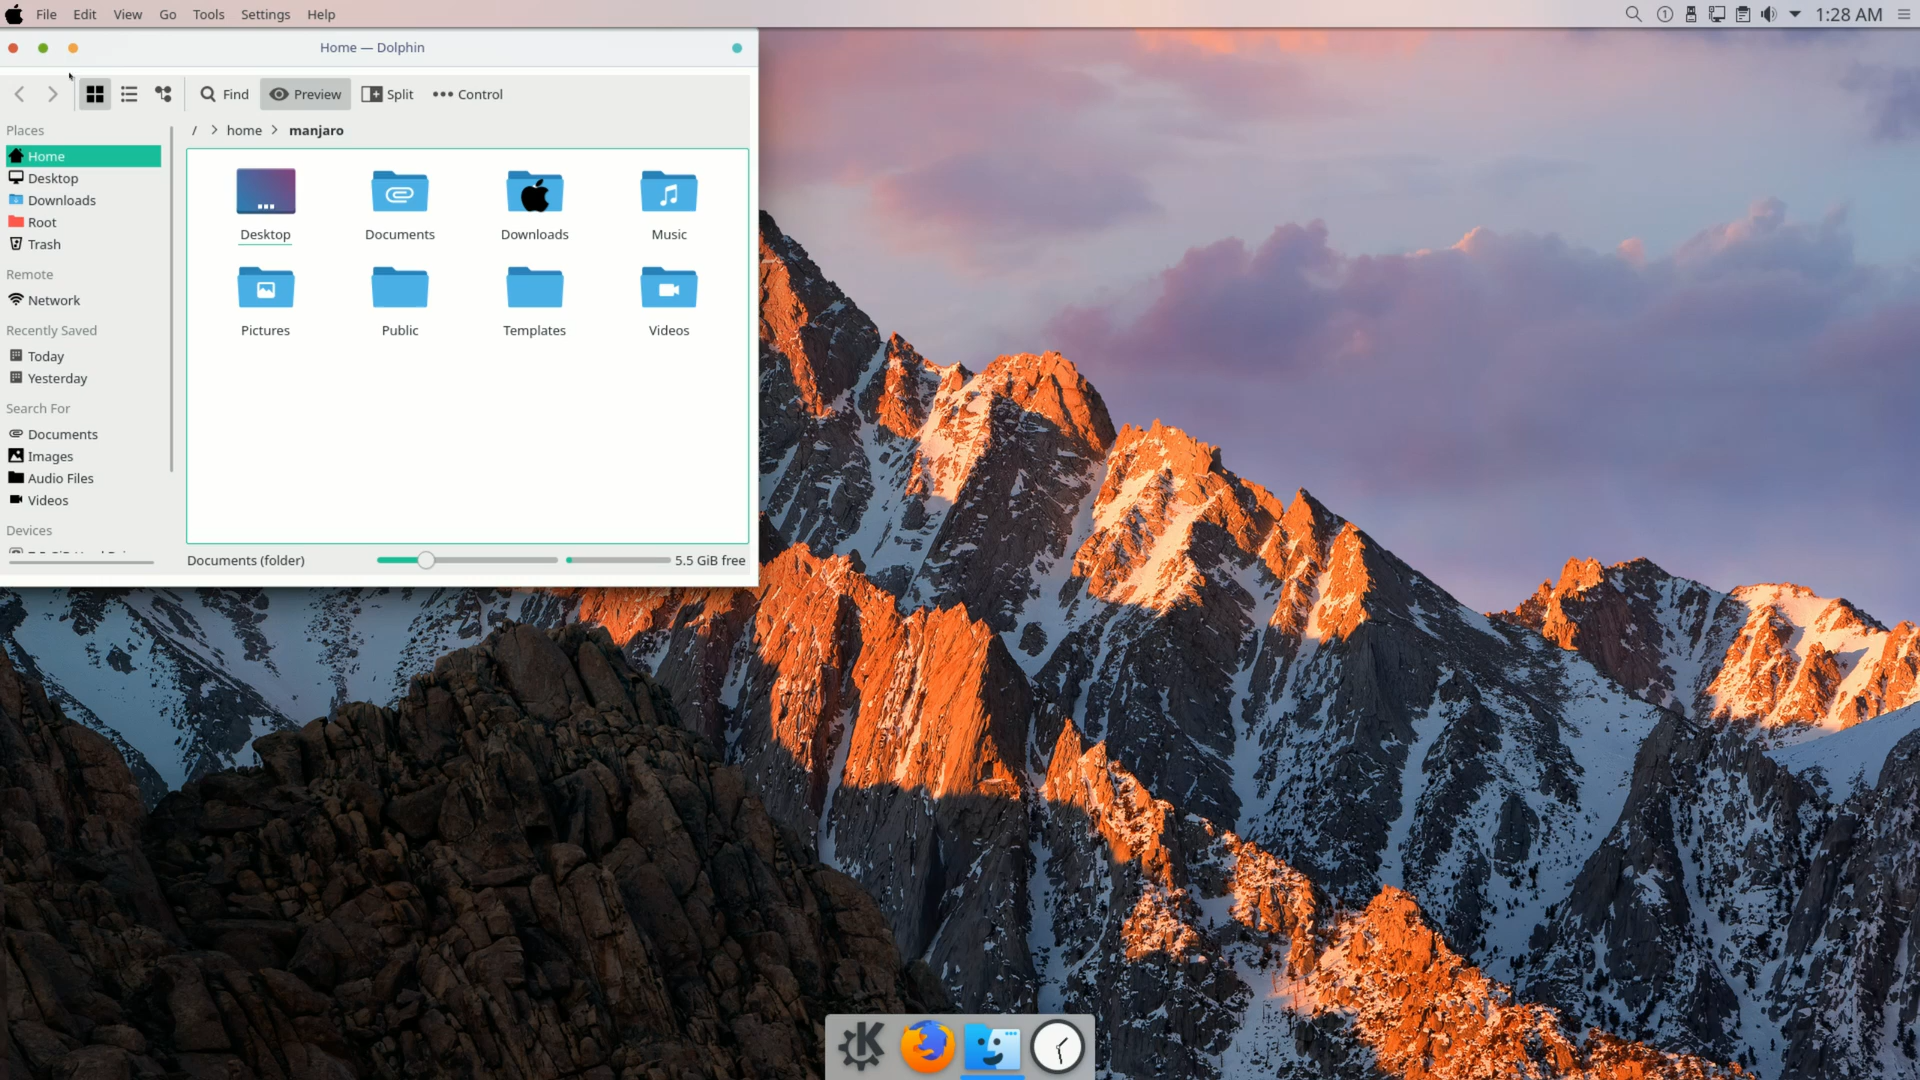 File Edit View Go Tools Settings Help 1:28 AM
Home — Dolphin
Find Preview Split Control
/ > home > manjaro
Places
Home
Desktop
Downloads
Root
Trash
Remote
Network
Recently Saved
Today
Yesterday
Search For
Documents
Images
Audio Files
Videos
Devices
Desktop Documents Downloads Music
Pictures Public Templates Videos
Documents (folder) 5.5 GiB free